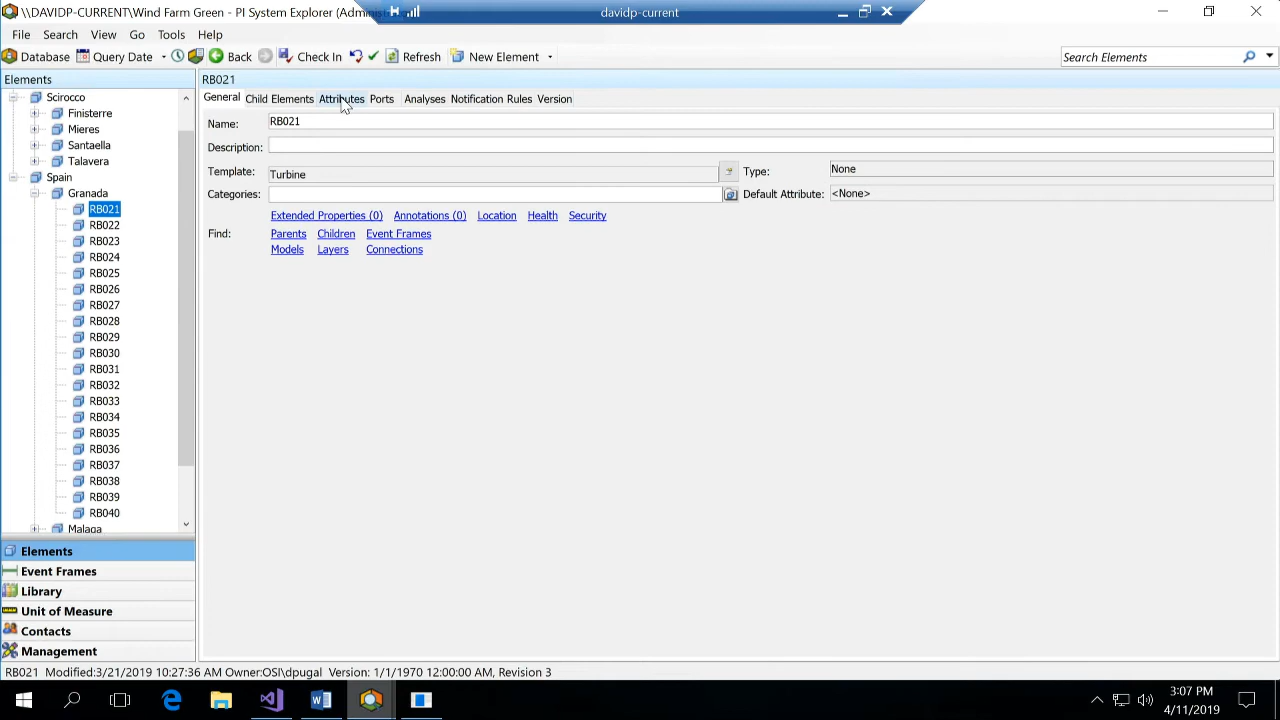 \\DAVIDP-CURRENT\Wind Farm Green - PI System Explorer (Admini
davidp-current
File Search View Go Tools Help
Database Query Date Back Check In Refresh New Element Search Elements
Elements
RB021
General Child Elements Attributes Ports Analyses Notification Rules Version
Scirocco
Finisterre
Mieres
Santaella
Talavera
Spain
Granada
RB021
RB022
RB023
RB024
RB025
RB026
RB027
RB028
RB029
RB030
RB031
RB032
RB033
RB034
RB035
RB036
RB037
RB038
RB039
RB040
Malaga
Name: RB021
Description:
Template: Turbine Type: None
Categories: Default Attribute: <None>
Extended Properties (0) Annotations (0) Location Health Security
Find: Parents Children Event Frames
Models Layers Connections
Elements
Event Frames
Library
Unit of Measure
Contacts
Management
RB021 Modified:3/21/2019 10:27:36 AM Owner:OSI\dpugal Version: 1/1/1970 12:00:00 AM, Revision 3
3:07 PM
4/11/2019